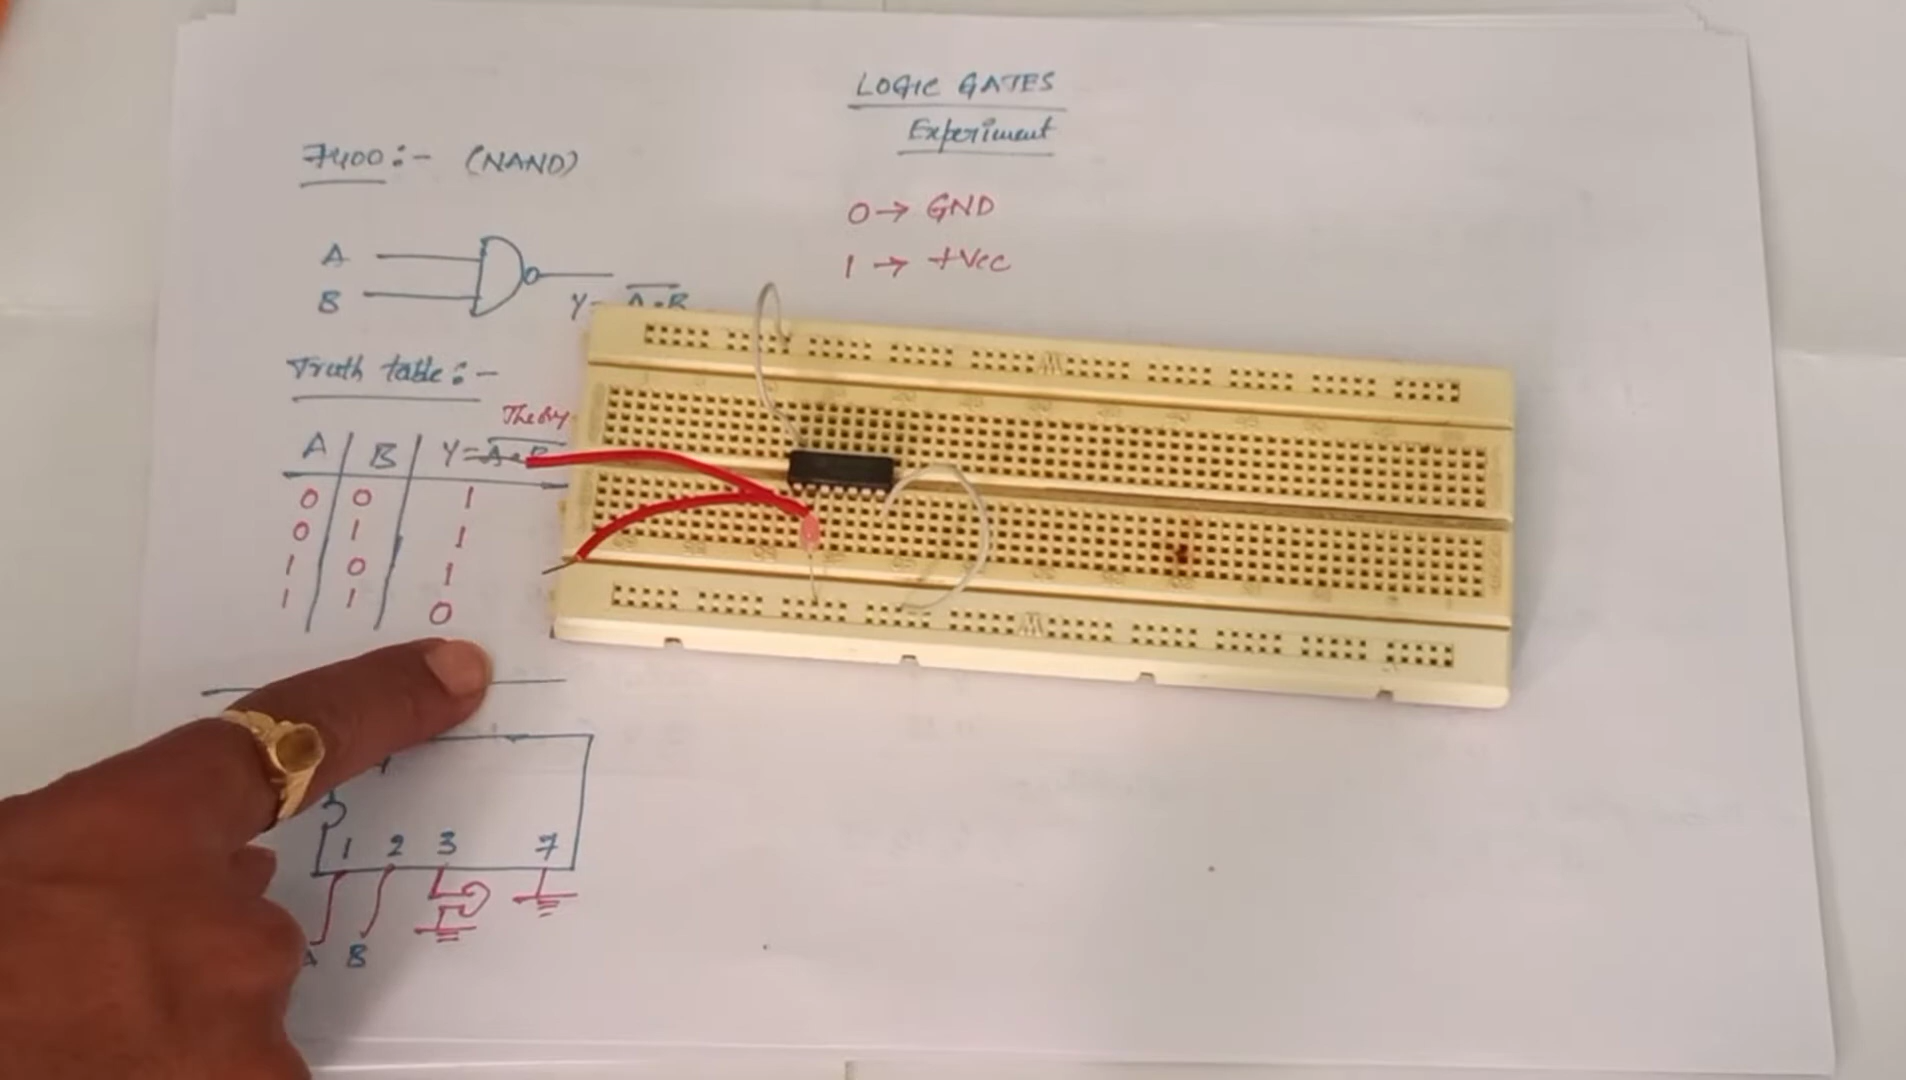 LOGIC GATES
Experiment
7400:- (NAND)
0→ GND
1 → +Vcc
A
B
Y= A.B
Truth table:-
Theory
A B Y=A.B
0 0 1
0 1 1
1 0 1
1 1 0
1 2 3 7
A B